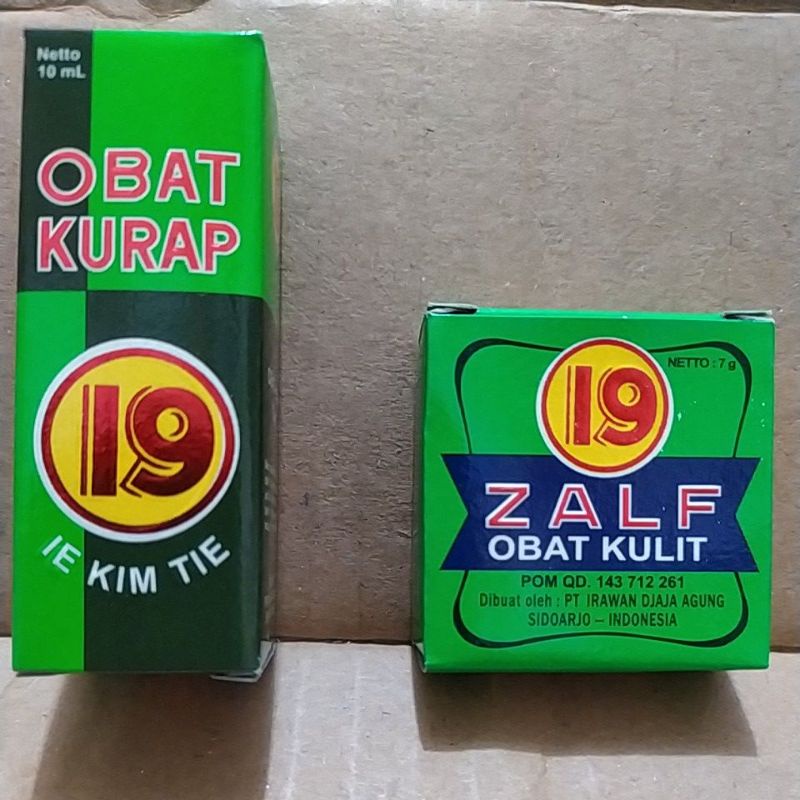 Netto
10 mL
OBAT
KURAP
19
IE KIM TIE
19
NETTO : 7 g
ZALF
OBAT KULIT
POM QD. 143 712 261
Dibuat oleh : PT IRAWAN DJAJA AGUNG
SIDOARJO – INDONESIA